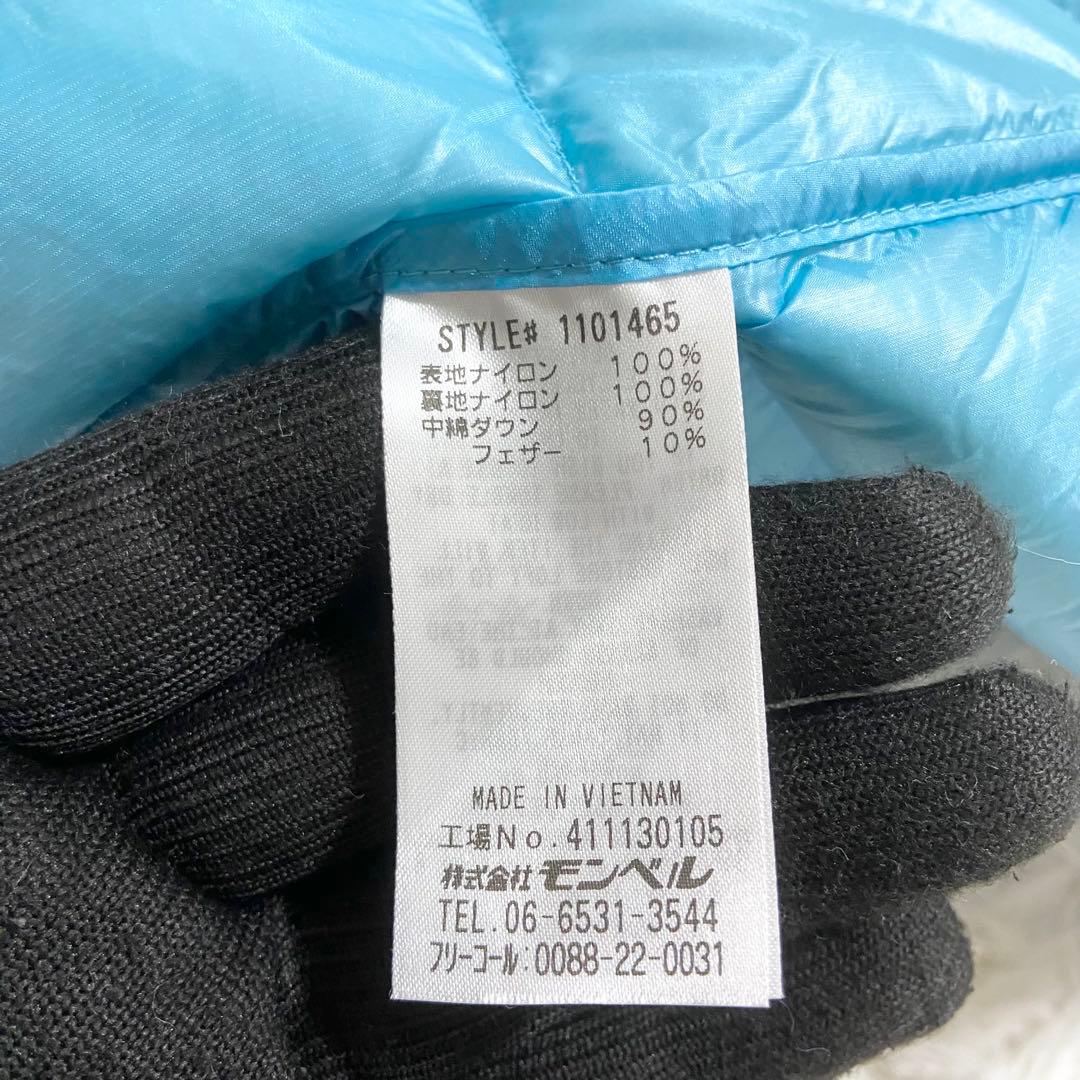 STYLE# 1101465
表地ナイロン 100%
裏地ナイロン 100%
中綿ダウン 90%
フェザー 10%
MADE IN VIETNAM
工場No.411130105
株式会社 モンベル
TEL.06-6531-3544
フリーコール:0088-22-0031